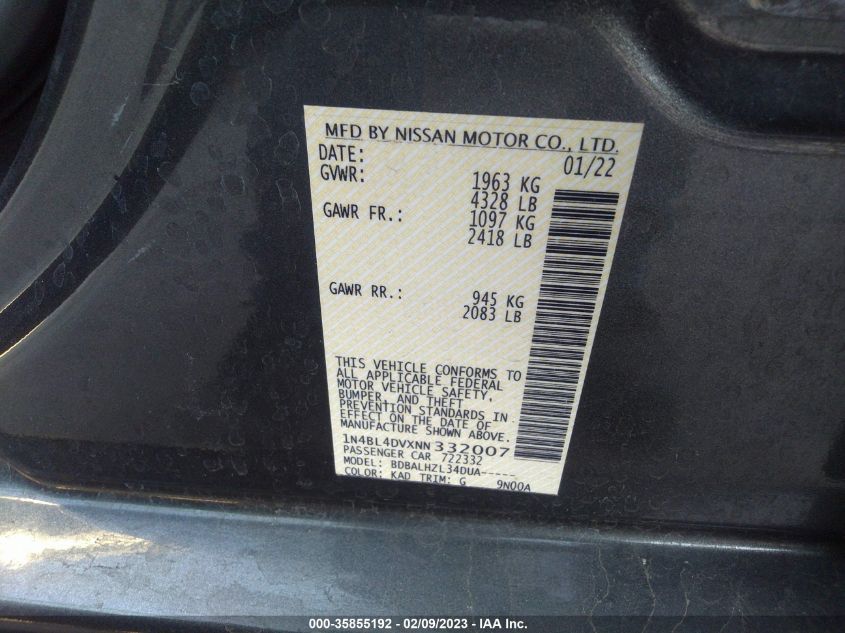 MFD BY NISSAN MOTOR CO., LTD.
DATE: 01/22
GVWR: 1963 KG
4328 LB
GAWR FR.: 1097 KG
2418 LB
GAWR RR.: 945 KG
2083 LB
THIS VEHICLE CONFORMS TO
ALL APPLICABLE FEDERAL
MOTOR VEHICLE SAFETY,
BUMPER, AND THEFT
PREVENTION STANDARDS IN
EFFECT ON THE DATE OF
MANUFACTURE SHOWN ABOVE.
1N4BL4DVXNN332007
PASSENGER CAR 722332
MODEL: BDBALHZL34DUA-----
COLOR: KAD TRIM: G 9N00A
000-35855192 - 02/09/2023 - IAA Inc.